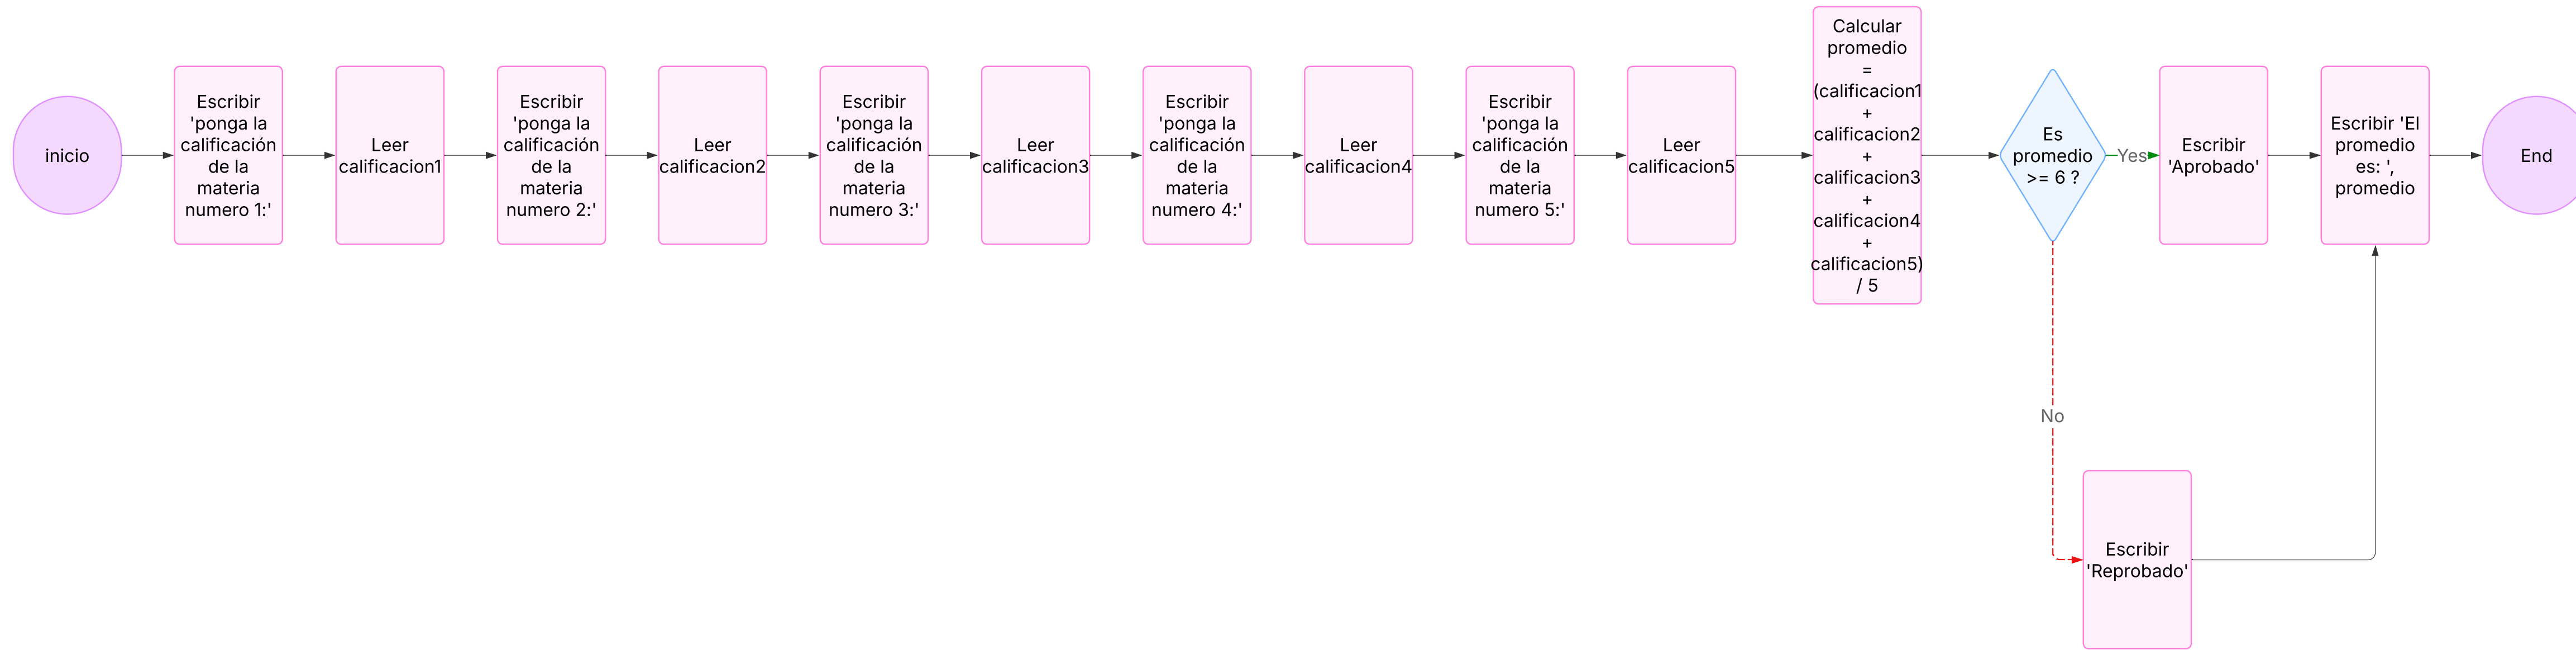 inicio
Escribir
'ponga la
calificación
de la
materia
numero 1:'
Leer
calificacion1
Escribir
'ponga la
calificación
de la
materia
numero 2:'
Leer
calificacion2
Escribir
'ponga la
calificación
de la
materia
numero 3:'
Leer
calificacion3
Escribir
'ponga la
calificación
de la
materia
numero 4:'
Leer
calificacion4
Escribir
'ponga la
calificación
de la
materia
numero 5:'
Leer
calificacion5
Calcular
promedio
=
(calificacion1
+
calificacion2
+
calificacion3
+
calificacion4
+
calificacion5)
/ 5
Es
promedio
>= 6 ?
Yes
Escribir
'Aprobado'
Escribir 'El
promedio
es: ',
promedio
End
No
Escribir
'Reprobado'